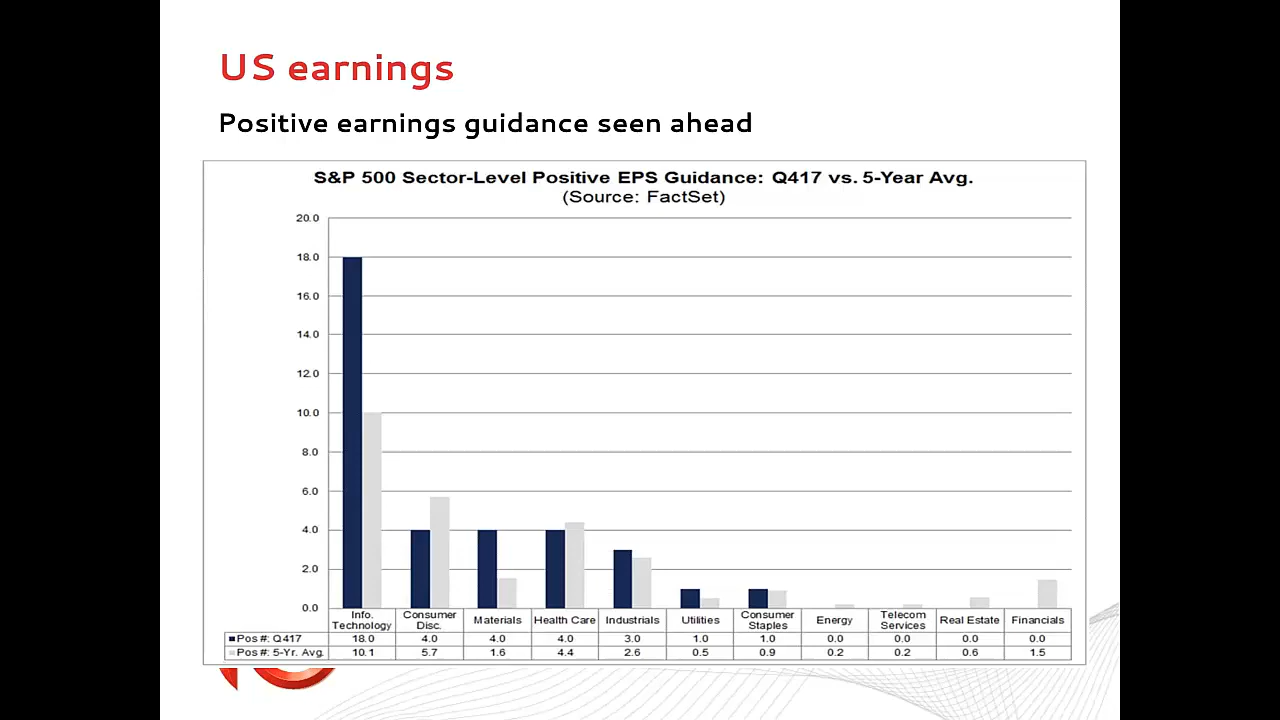 US earnings
Positive earnings guidance seen ahead
S&P 500 Sector-Level Positive EPS Guidance: Q417 vs. 5-Year Avg.
(Source: FactSet)
20.0
18.0
16.0
14.0
12.0
10.0
8.0
6.0
4.0
2.0
0.0
Info. Technology Consumer Disc. Materials Health Care Industrials Utilities Consumer Staples Energy Telecom Services Real Estate Financials
Pos #: Q417 18.0 4.0 4.0 4.0 3.0 1.0 1.0 0.0 0.0 0.0 0.0
Pos #: 5-Yr. Avg. 10.1 5.7 1.6 4.4 2.6 0.5 0.9 0.2 0.2 0.6 1.5